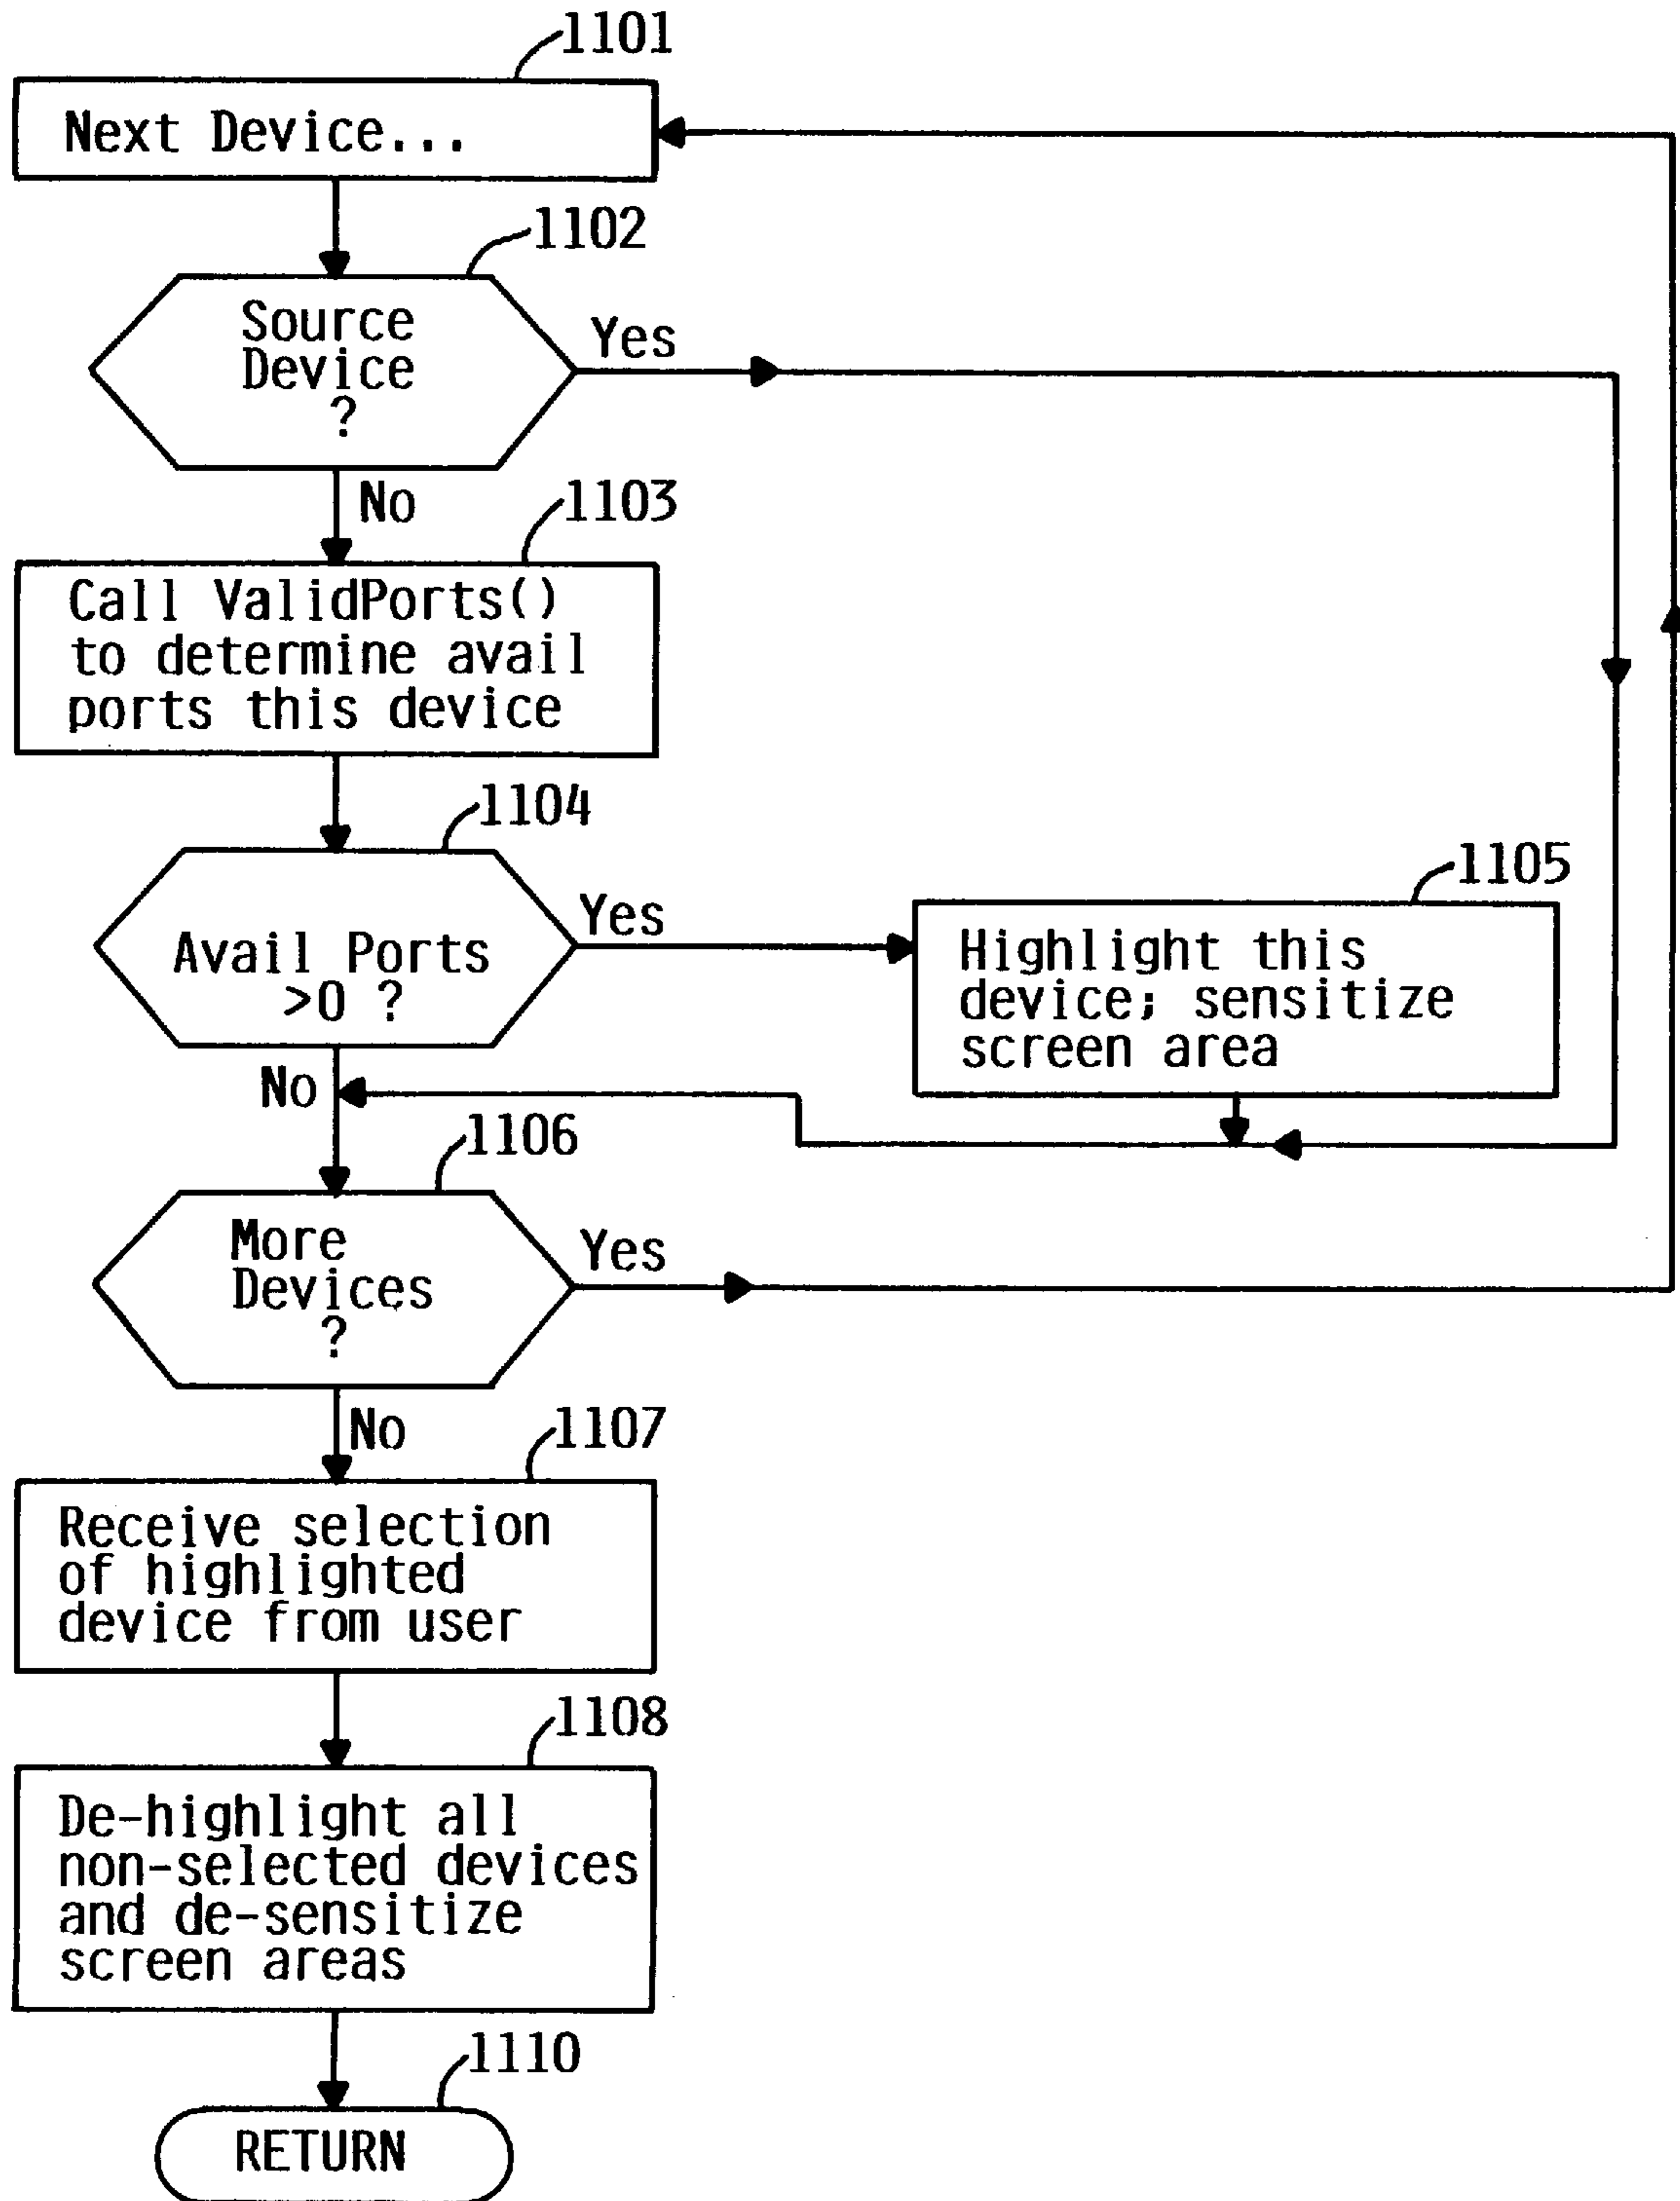 1101
Next Device...
1102
Source
Device
?
Yes
No
1103
Call ValidPorts()
to determine avail
ports this device
1104
Avail Ports
>0 ?
Yes
1105
Highlight this
device; sensitize
screen area
No
1106
More
Devices
?
Yes
No
1107
Receive selection
of highlighted
device from user
1108
De-highlight all
non-selected devices
and de-sensitize
screen areas
1110
RETURN